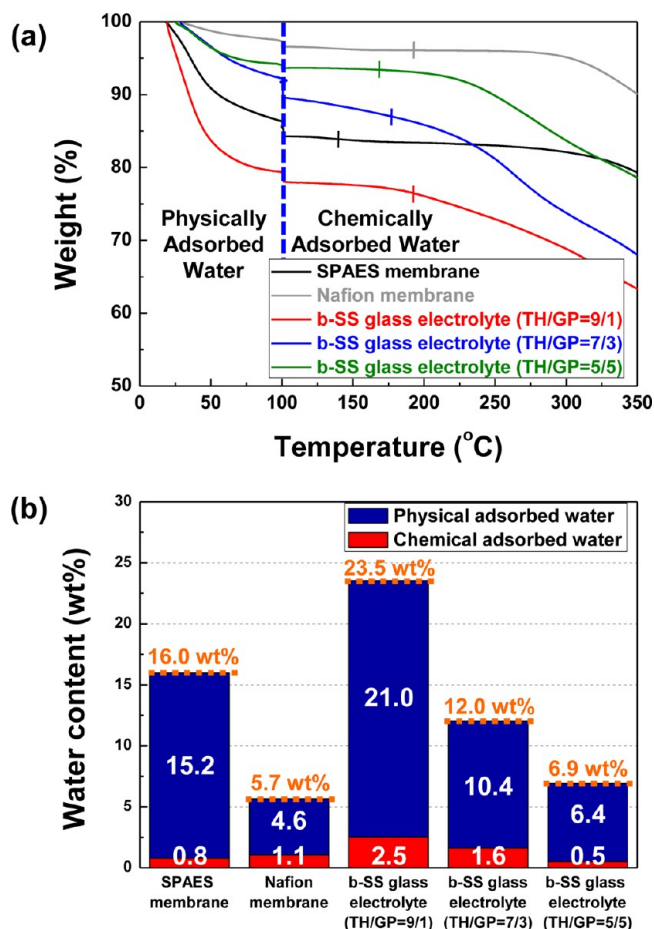 (a)
100
90
80
70
60
50
Weight (%)
Physically
Adsorbed
Water
Chemically
Adsorbed Water
SPAES membrane
Nafion membrane
b-SS glass electrolyte (TH/GP=9/1)
b-SS glass electrolyte (TH/GP=7/3)
b-SS glass electrolyte (TH/GP=5/5)
0 50 100 150 200 250 300 350
Temperature (°C)
(b)
30
25
20
15
10
5
0
Water content (wt%)
Physical adsorbed water
Chemical adsorbed water
16.0 wt%
15.2
0.8
5.7 wt%
4.6
1.1
23.5 wt%
21.0
2.5
12.0 wt%
10.4
1.6
6.9 wt%
6.4
0.5
SPAES
membrane
Nafion
membrane
b-SS glass
electrolyte
(TH/GP=9/1)
b-SS glass
electrolyte
(TH/GP=7/3)
b-SS glass
electrolyte
(TH/GP=5/5)